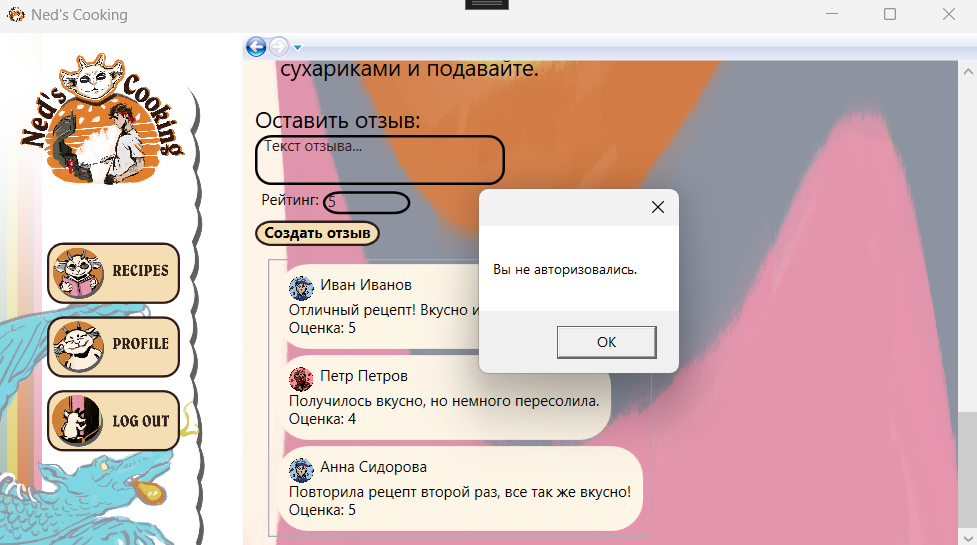 Ned's Cooking
Ned's Cooking
RECIPES
PROFILE
LOG OUT
сухариками и подавайте.
Оставить отзыв:
Текст отзыва...
Рейтинг: 5
Создать отзыв
Иван Иванов
Отличный рецепт! Вкусно и
Оценка: 5
Петр Петров
Получилось вкусно, но немного пересолила.
Оценка: 4
Анна Сидорова
Повторила рецепт второй раз, все так же вкусно!
Оценка: 5
Вы не авторизовались.
OK